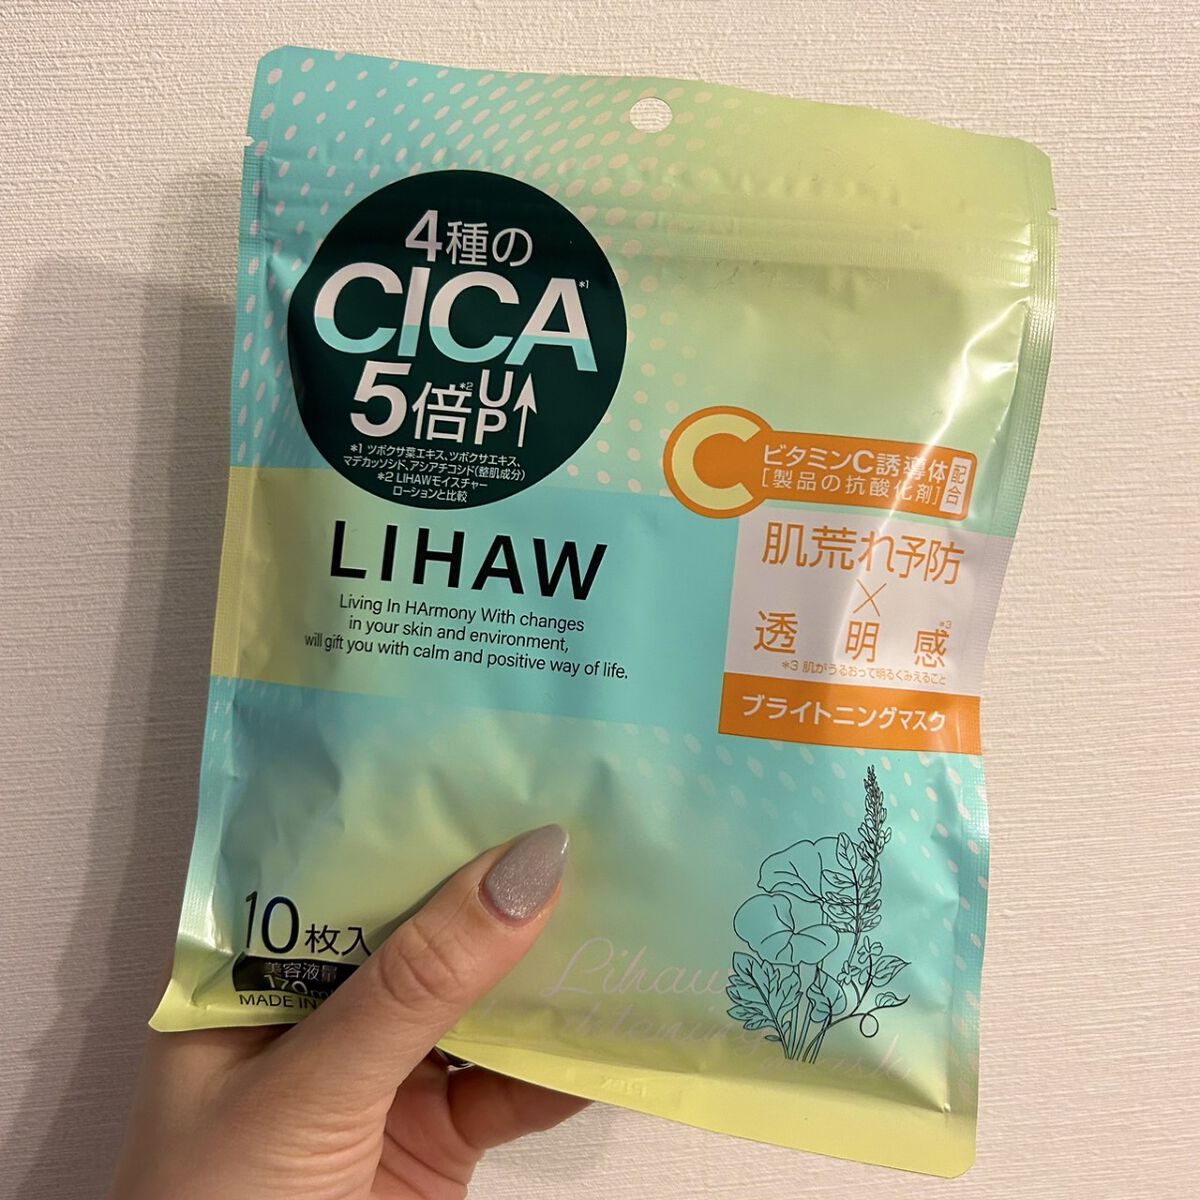 4種の
CICA*1
5倍*2UP
*1 ツボクサ葉エキス、ツボクサエキス、
マデカッソシド、アシアチコシド(整肌成分)
*2 LIHAWモイスチャー
ローションと比較
LIHAW
Living In HArmony With changes
in your skin and environment,
will gift you with calm and positive way of life.
C ビタミンC誘導体
[製品の抗酸化剤]
配合
肌荒れ予防
×
透明感*3
*3 肌がうるおって明るくみえること
ブライトニングマスク
10枚入
美容液量
170ml
MADE IN
Lihaw
mask